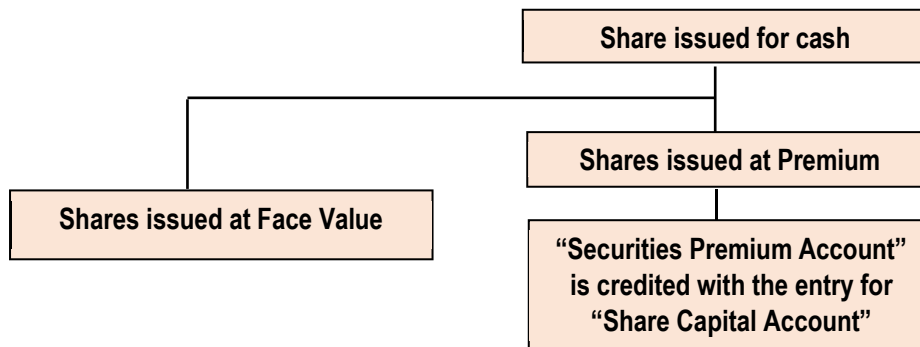 Share issued for cash
Shares issued at Premium
Shares issued at Face Value
“Securities Premium Account”
is credited with the entry for
“Share Capital Account”